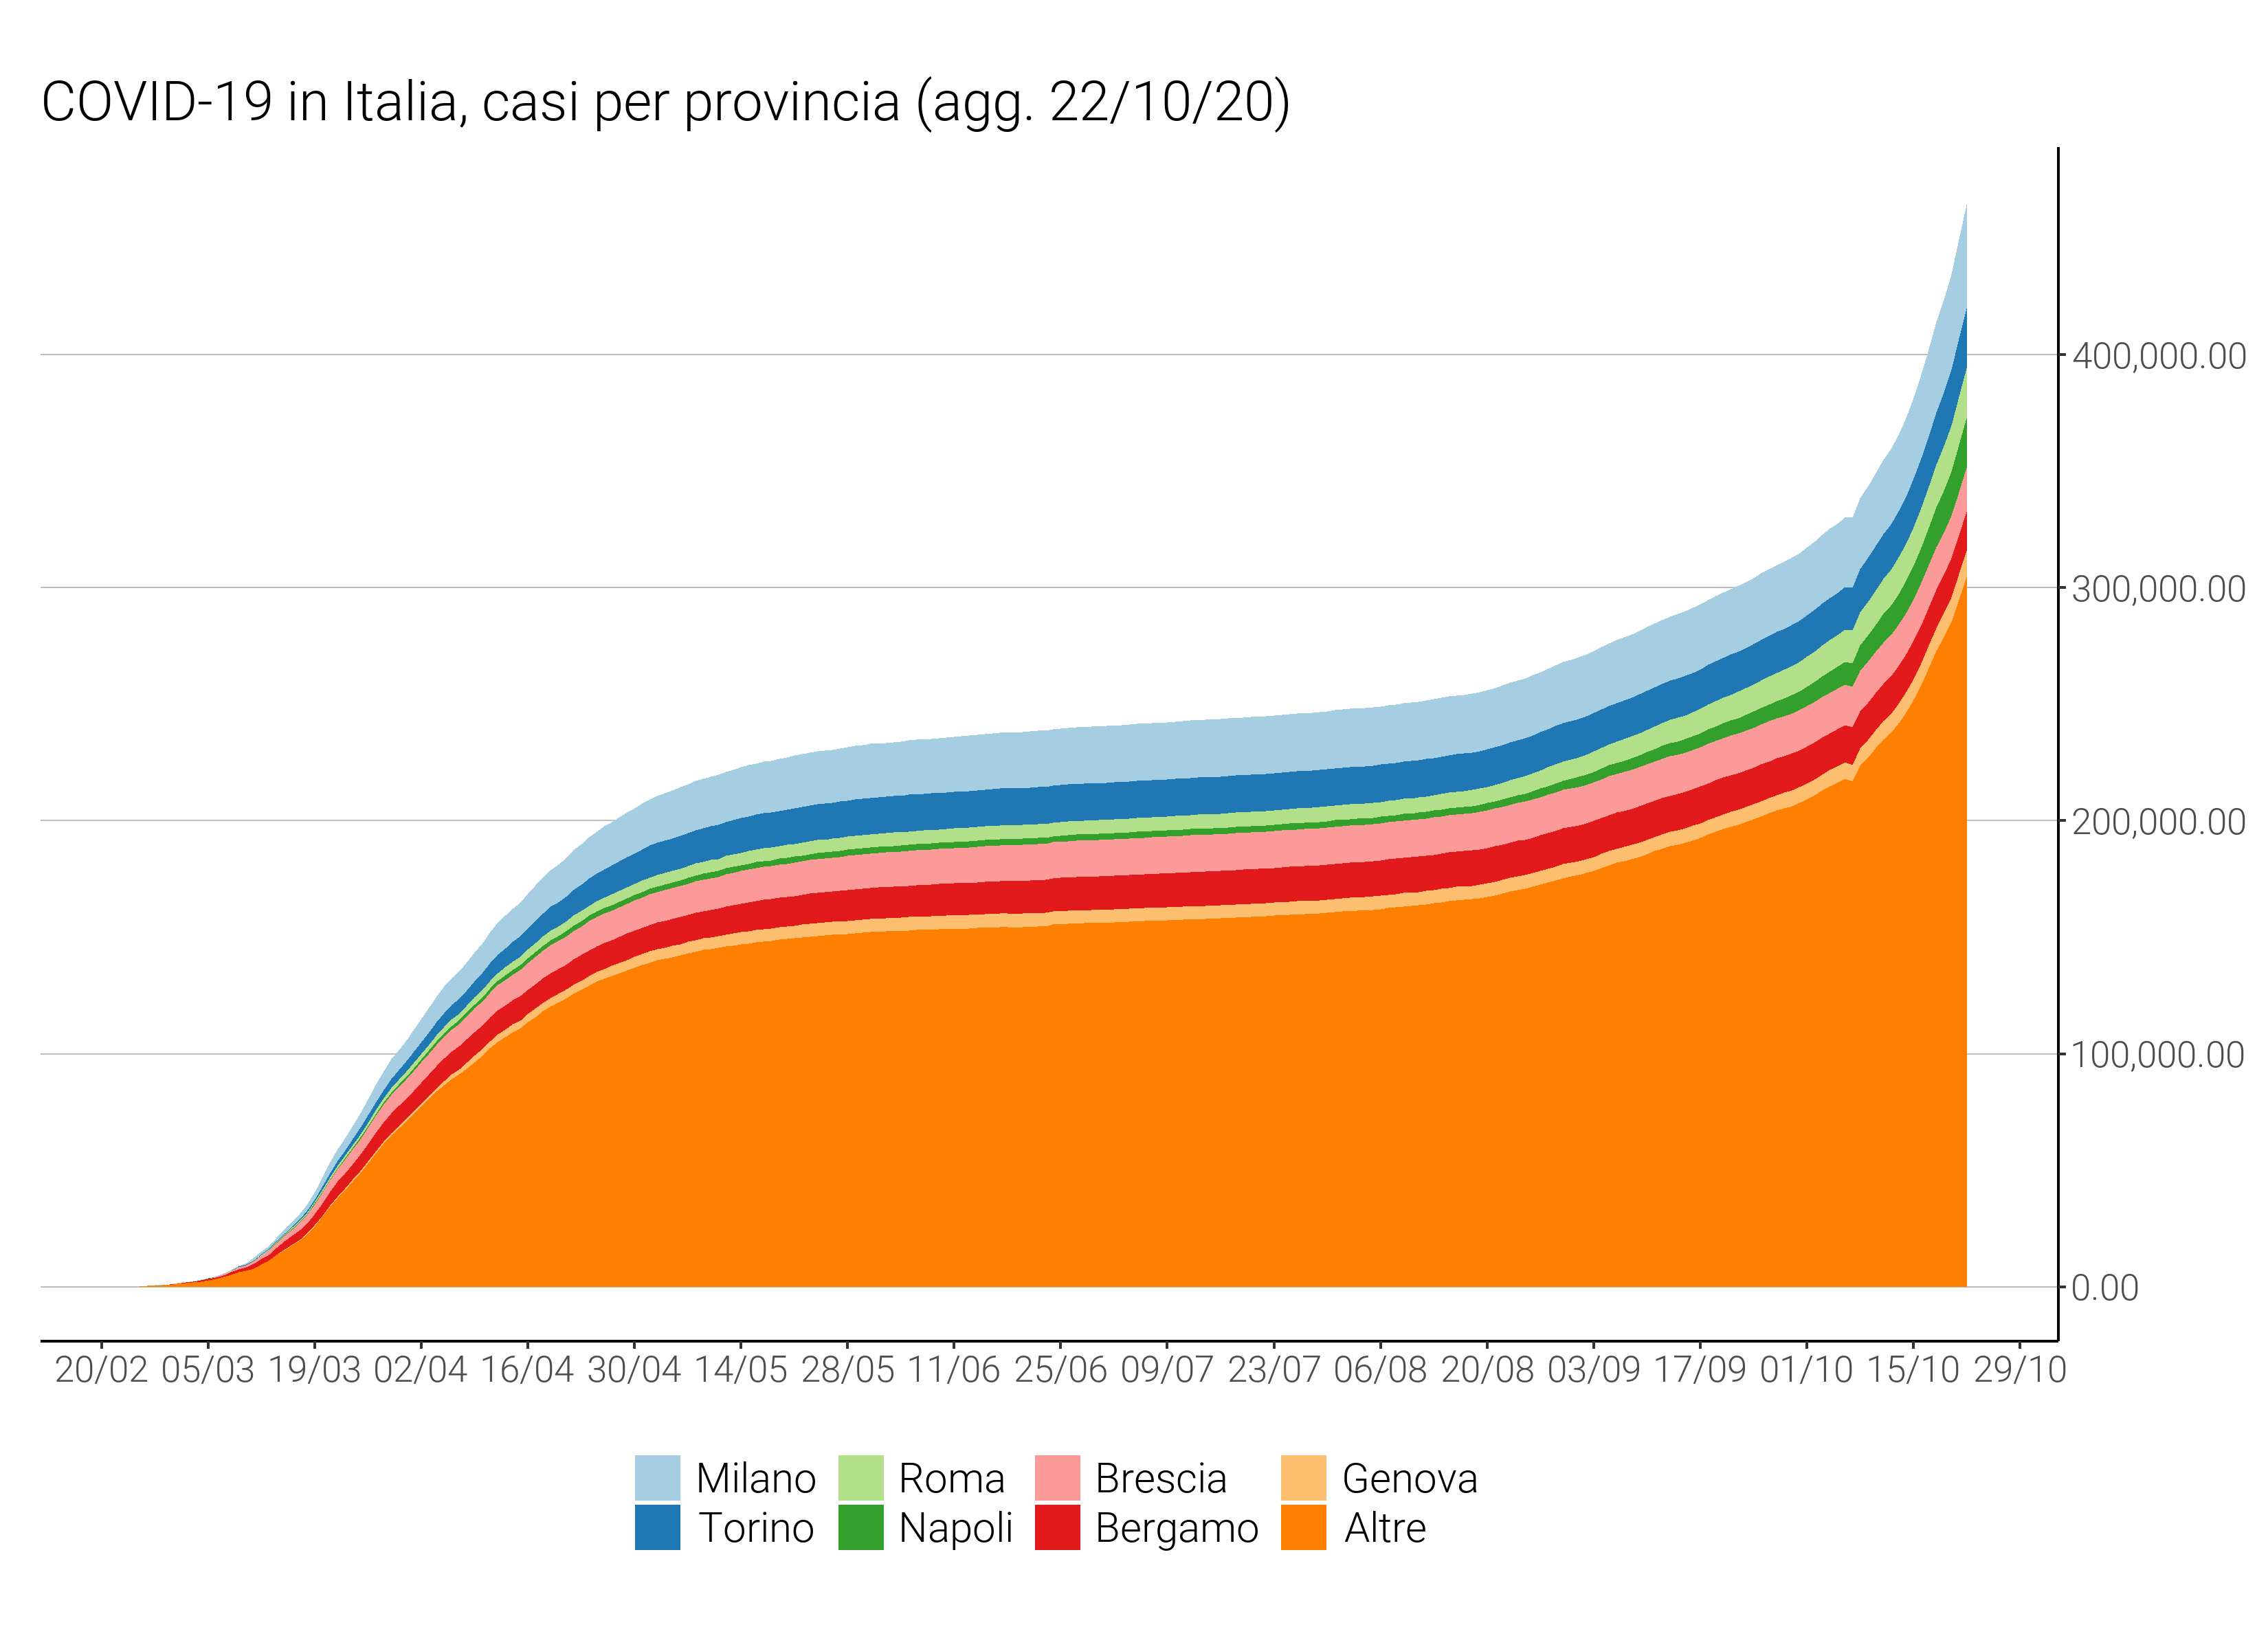 COVID-19 in Italia, casi per provincia (agg. 22/10/20)
400,000.00
300,000.00
200,000.00
100,000.00
0.00
20/02 05/03 19/03 02/04 16/04 30/04 14/05 28/05 11/06 25/06 09/07 23/07 06/08 20/08 03/09 17/09 01/10 15/10 29/10
Milano Roma Brescia Genova
Torino Napoli Bergamo Altre